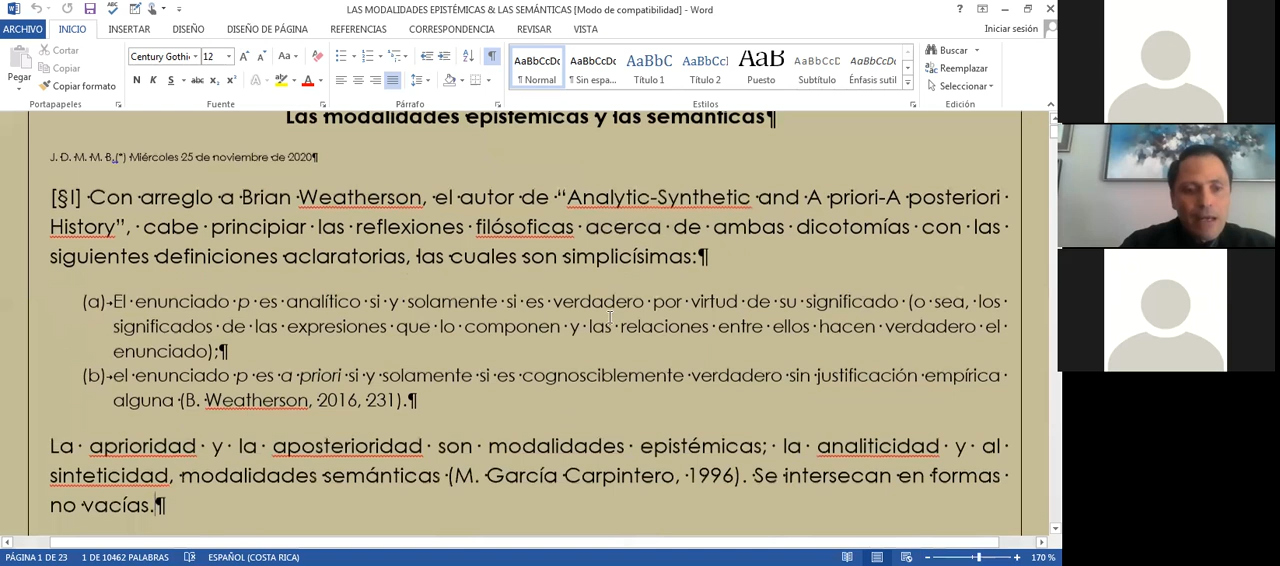 LAS MODALIDADES EPISTÉMICAS & LAS SEMÁNTICAS [Modo de compatibilidad] - Word
ARCHIVO INICIO INSERTAR DISEÑO DISEÑO DE PÁGINA REFERENCIAS CORRESPONDENCIA REVISAR VISTA Iniciar sesión
Pegar
Cortar
Copiar
Copiar formato
Portapapeles
Century Gothi 12
N K S abc X₂ X²
Fuente
Párrafo
AaBbCcDc AaBbCcDc AaBbC AaBbCc AaB AaBbCcD AaBbCcDc
¶ Normal ¶ Sin espa... Título 1 Título 2 Puesto Subtítulo Énfasis sutil
Estilos
Buscar
Reemplazar
Seleccionar
Edición
Las modalidades epistémicas y las semánticas¶
J. D. M. M. B.(*) Miércoles 25 de noviembre de 2020¶
[§I] Con arreglo a Brian Weatherson, el autor de “Analytic-Synthetic and A priori-A posteriori
History”, cabe principiar las reflexiones filósoficas acerca de ambas dicotomías con las
siguientes definiciones aclaratorias, las cuales son simplicísimas:¶
(a) El enunciado p es analítico si y solamente si es verdadero por virtud de su significado (o sea, los
significados de las expresiones que lo componen y las relaciones entre ellos hacen verdadero el
enunciado);¶
(b) el enunciado p es a priori si y solamente si es cognosciblemente verdadero sin justificación empírica
alguna (B. Weatherson, 2016, 231).¶
La aprioridad y la aposterioridad son modalidades epistémicas; la analiticidad y al
sinteticidad, modalidades semánticas (M. García Carpintero, 1996). Se intersecan en formas
no vacías.¶
PÁGINA 1 DE 23 1 DE 10462 PALABRAS ESPAÑOL (COSTA RICA) 170 %